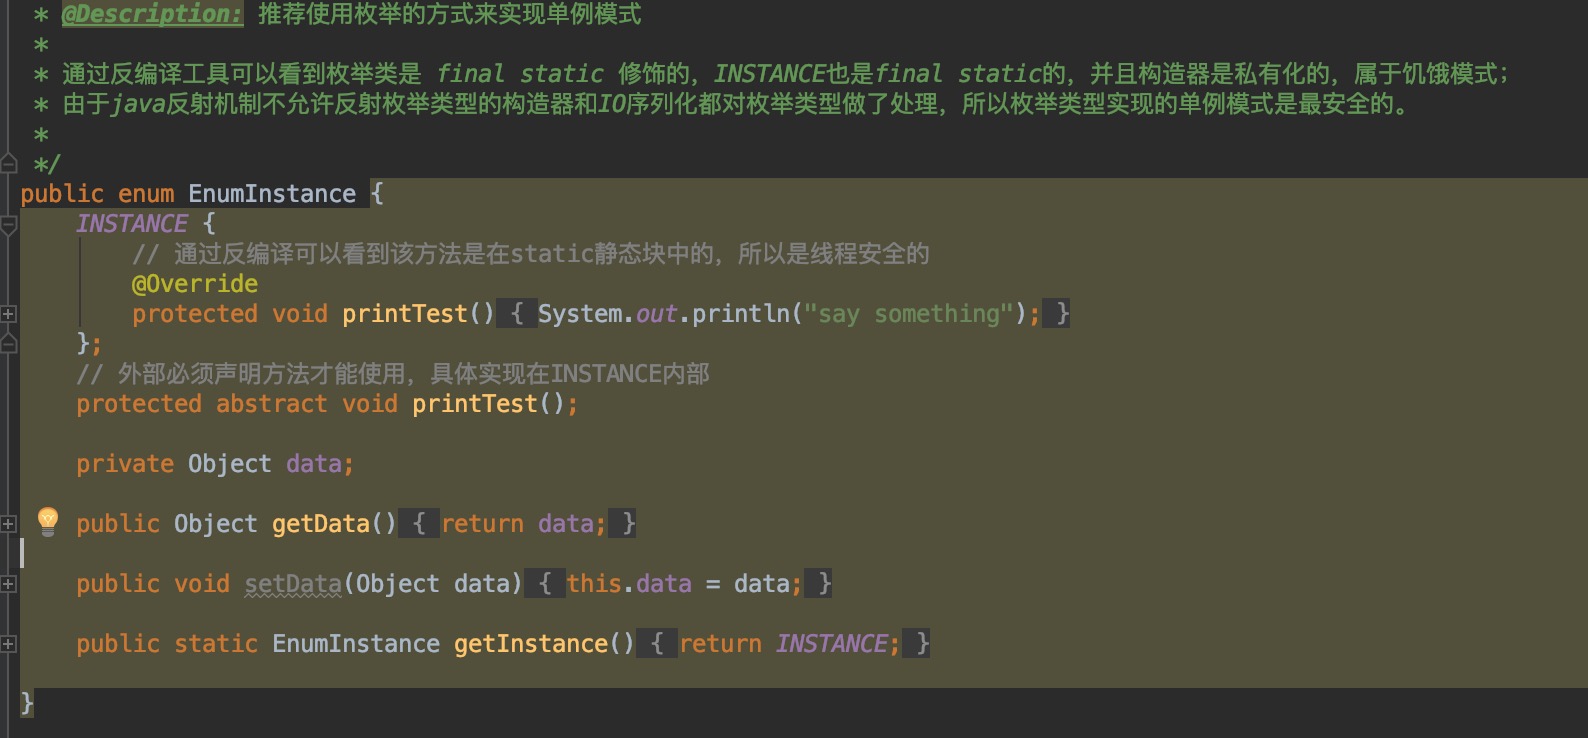 * @Description: 推荐使用枚举的方式来实现单例模式
*
* 通过反编译工具可以看到枚举类是 final static 修饰的，INSTANCE也是final static的，并且构造器是私有化的，属于饥饿模式；
* 由于java反射机制不允许反射枚举类型的构造器和IO序列化都对枚举类型做了处理，所以枚举类型实现的单例模式是最安全的。
*
*/
public enum EnumInstance {
INSTANCE {
// 通过反编译可以看到该方法是在static静态块中的，所以是线程安全的
@Override
protected void printTest() { System.out.println("say something"); }
};
// 外部必须声明方法才能使用，具体实现在INSTANCE内部
protected abstract void printTest();
private Object data;
public Object getData() { return data; }
public void setData(Object data) { this.data = data; }
public static EnumInstance getInstance() { return INSTANCE; }
}